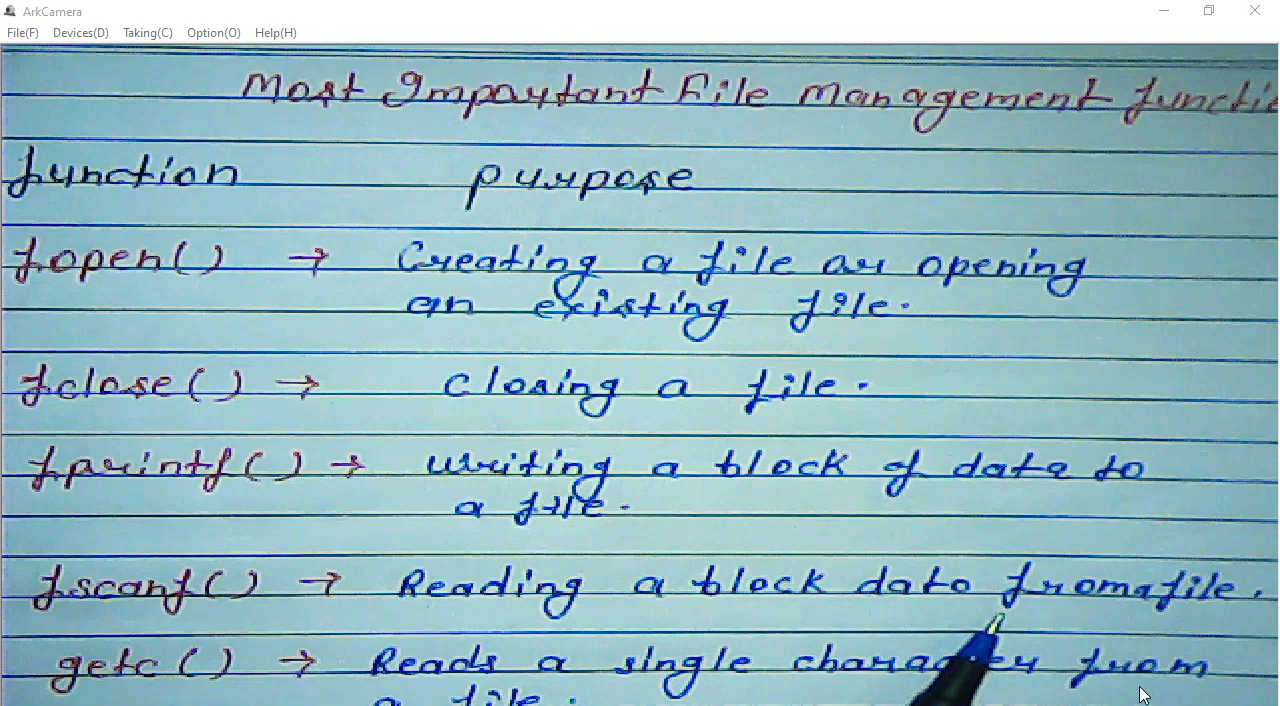 ArkCamera
File(F) Devices(D) Taking(C) Option(O) Help(H)
Most Important File Management functio
function purpose
fopen() → Creating a file or opening
an existing file.
fclose() → Closing a file.
fprintf() → writing a block of data to
a file.
fscanf() → Reading a block data from a file.
getc() → Reads a single character from
a file.